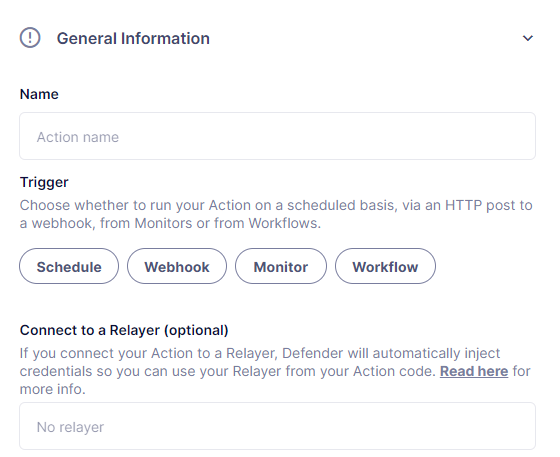 General Information
Name
Action name
Trigger
Choose whether to run your Action on a scheduled basis, via an HTTP post to
a webhook, from Monitors or from Workflows.
Schedule Webhook Monitor Workflow
Connect to a Relayer (optional)
If you connect your Action to a Relayer, Defender will automatically inject
credentials so you can use your Relayer from your Action code. Read here for
more info.
No relayer